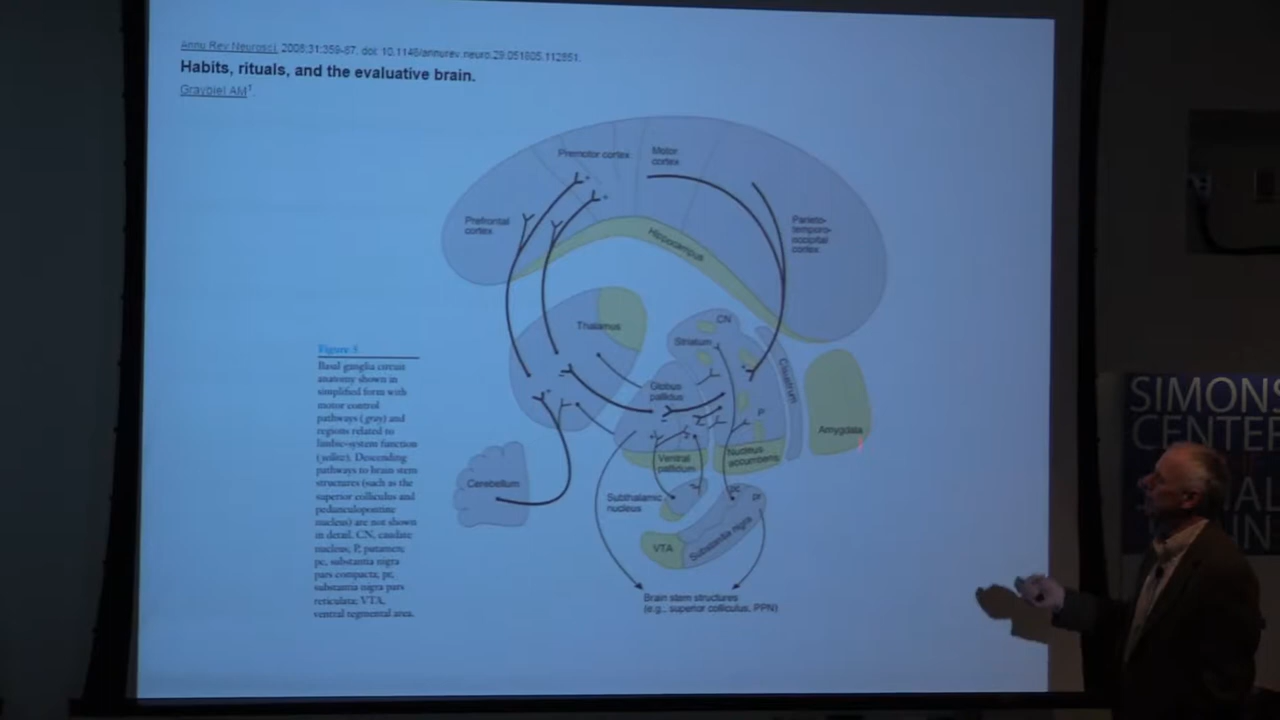 Annu Rev Neurosci. 2008;31:359-87. doi: 10.1146/annurev.neuro.29.051605.112851.
Habits, rituals, and the evaluative brain.
Graybiel AM1.
Premotor cortex
Motor
cortex
Prefrontal
cortex
Parieto-
temporo-
occipital
cortex
Hippocampus
Thalamus
CN
Striatum
Claustrum
Globus
pallidus
P
Amygdala
Ventral
pallidum
Nucleus
accumbens
Cerebellum
Subthalamic
nucleus
pc
pr
VTA
Substantia nigra
Brain stem structures
(e.g., superior colliculus, PPN)
Figure 5
Basal ganglia circuit
anatomy shown in
simplified form with
motor control
pathways (gray) and
regions related to
limbic-system function
(yellow). Descending
pathways to brain stem
structures (such as the
superior colliculus and
pedunculopontine
nucleus) are not shown
in detail. CN, caudate
nucleus, P, putamen;
pc, substantia nigra
pars compacta; pr,
substantia nigra pars
reticulata; VTA,
ventral tegmental area.
SIMONS
CENTER